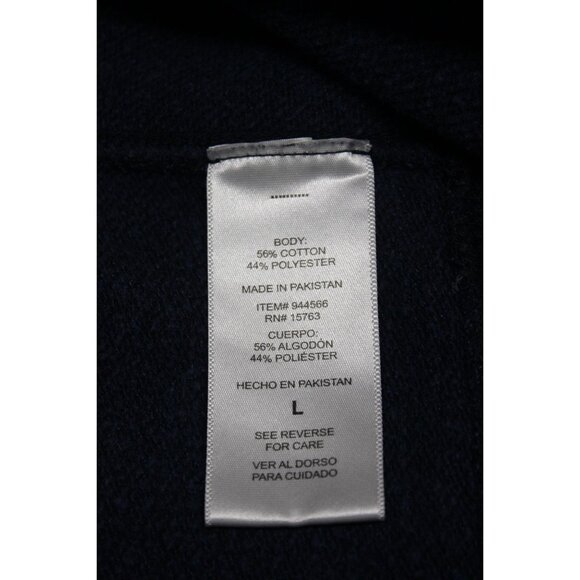 BODY:
56% COTTON
44% POLYESTER
MADE IN PAKISTAN
ITEM# 944566
RN# 15763
CUERPO:
56% ALGODÓN
44% POLIÉSTER
HECHO EN PAKISTAN
L
SEE REVERSE
FOR CARE
VER AL DORSO
PARA CUIDADO